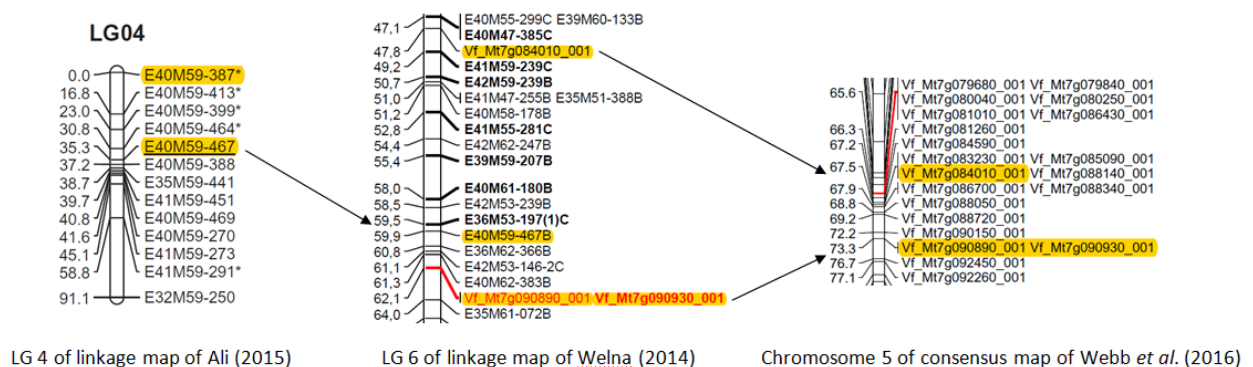 LG04
0.0 E40M59-387*
16.8 E40M59-413*
23.0 E40M59-399*
30.8 E40M59-464*
35.3 E40M59-467
37.2 E40M59-388
38.7 E35M59-441
39.7 E41M59-451
40.8 E40M59-469
41.6 E40M59-270
45.1 E41M59-273
58.8 E41M59-291*
91.1 E32M59-250
LG 4 of linkage map of Ali (2015)
E40M55-299C E39M60-133B
47,1 E40M47-385C
47,8 Vf_Mt7g084010_001
49,2 E41M59-239C
50,7 E42M59-239B
51,0 E41M47-255B E35M51-388B
51,2 E40M58-178B
52,8 E41M55-281C
54,4 E42M62-247B
55,4 E39M59-207B
58,0 E40M61-180B
58,5 E42M53-239B
59,5 E36M53-197(1)C
59,9 E40M59-467B
60,8 E36M62-366B
61,1 E42M53-146-2C
61,3 E40M62-383B
62,1 Vf_Mt7g090890_001 Vf_Mt7g090930_001
64,0 E35M61-072B
LG 6 of linkage map of Welna (2014)
Vf_Mt7g079680_001 Vf_Mt7g079840_001
65.6 Vf_Mt7g080040_001 Vf_Mt7g080250_001
Vf_Mt7g081010_001 Vf_Mt7g086430_001
66.3 Vf_Mt7g081260_001
67.2 Vf_Mt7g084590_001
Vf_Mt7g083230_001 Vf_Mt7g085090_001
67.5 Vf_Mt7g084010_001 Vf_Mt7g088140_001
67.9 Vf_Mt7g086700_001 Vf_Mt7g088340_001
68.8 Vf_Mt7g088050_001
69.2 Vf_Mt7g088720_001
72.2 Vf_Mt7g090150_001
73.3 Vf_Mt7g090890_001 Vf_Mt7g090930_001
76.7 Vf_Mt7g092450_001
77.1 Vf_Mt7g092260_001
Chromosome 5 of consensus map of Webb et al. (2016)